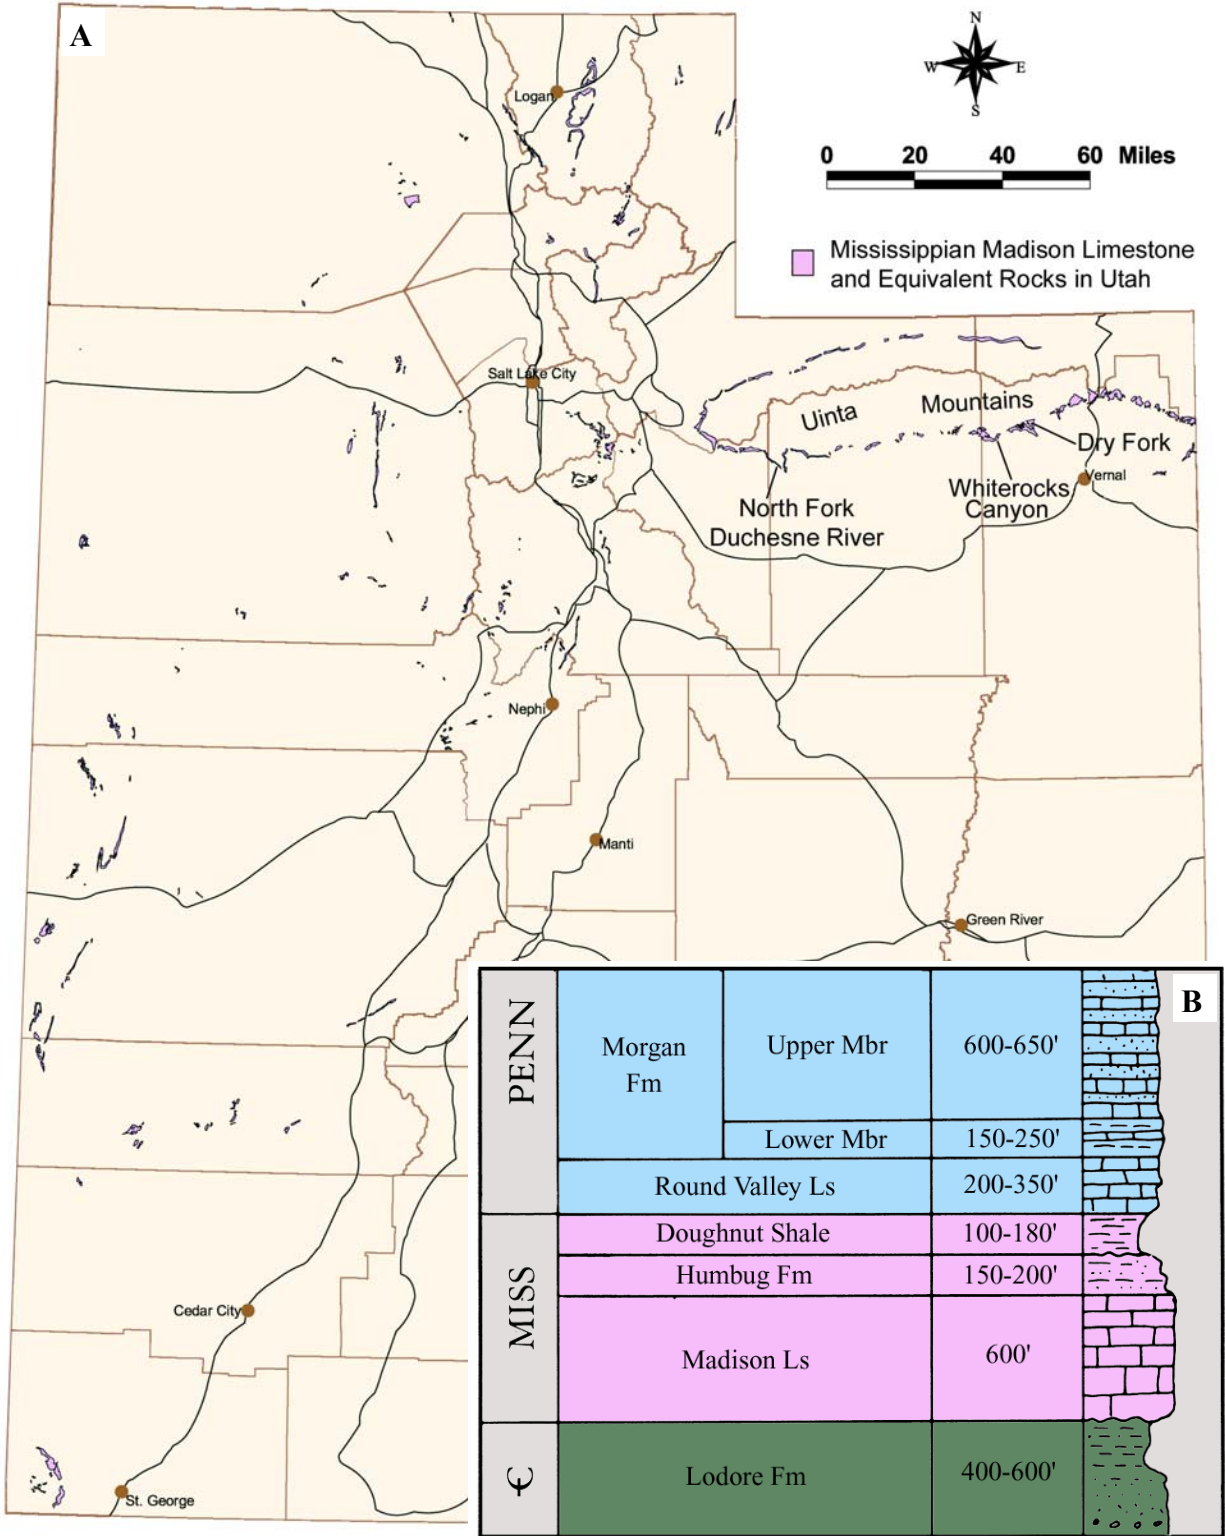 A
N
W
E
S
0 20 40 60 Miles
Mississippian Madison Limestone
and Equivalent Rocks in Utah
Logan
Salt Lake City
Uinta
Mountains
Dry Fork
Vernal
Whiterocks
Canyon
North Fork
Duchesne River
Nephi
Manti
Green River
Cedar City
St. George
B
PENN
Morgan
Fm
Upper Mbr
600-650'
Lower Mbr
150-250'
Round Valley Ls
200-350'
MISS
Doughnut Shale
100-180'
Humbug Fm
150-200'
Madison Ls
600'
Ꞓ
Lodore Fm
400-600'